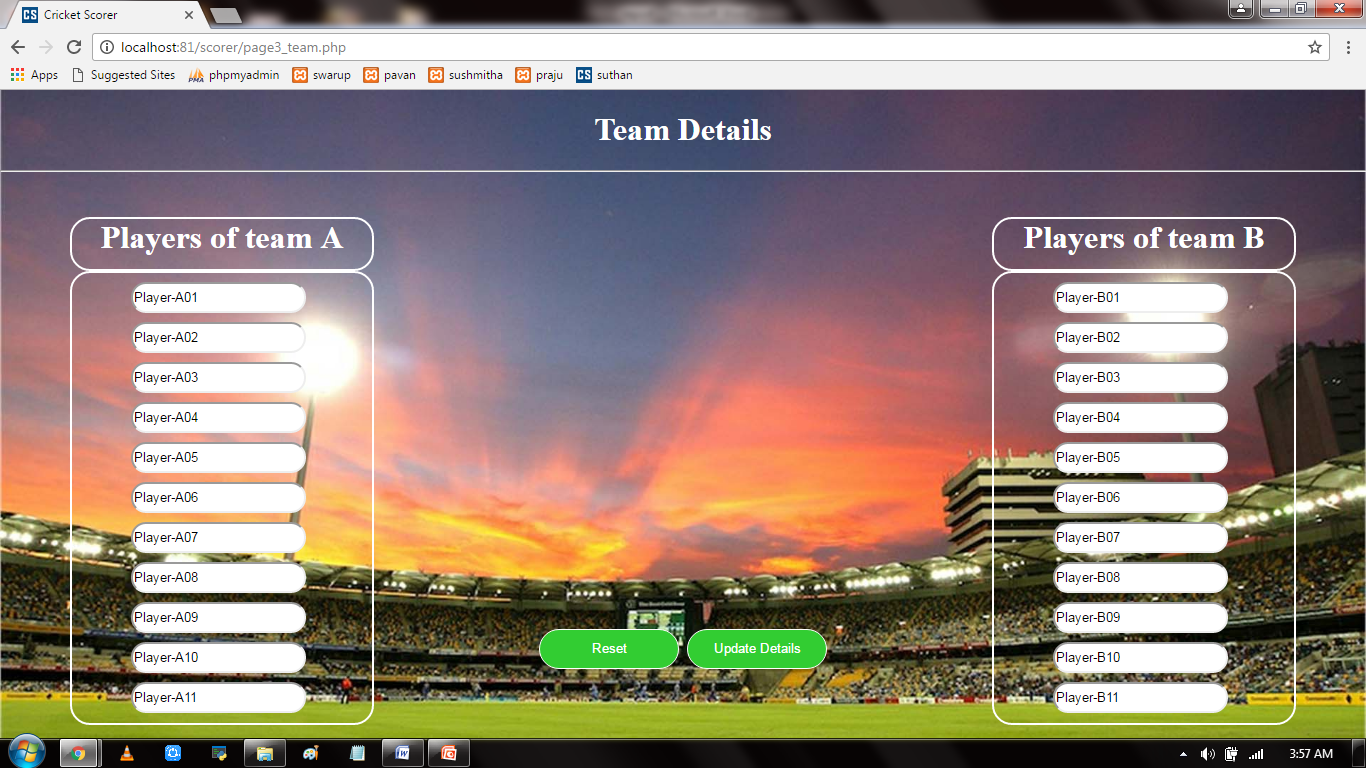 CS Cricket Scorer
localhost:81/scorer/page3_team.php
Apps Suggested Sites PMA phpmyadmin swarup pavan sushmitha praju CS suthan
Team Details
Players of team A
Player-A01
Player-A02
Player-A03
Player-A04
Player-A05
Player-A06
Player-A07
Player-A08
Player-A09
Player-A10
Player-A11
Players of team B
Player-B01
Player-B02
Player-B03
Player-B04
Player-B05
Player-B06
Player-B07
Player-B08
Player-B09
Player-B10
Player-B11
Reset Update Details
3:57 AM